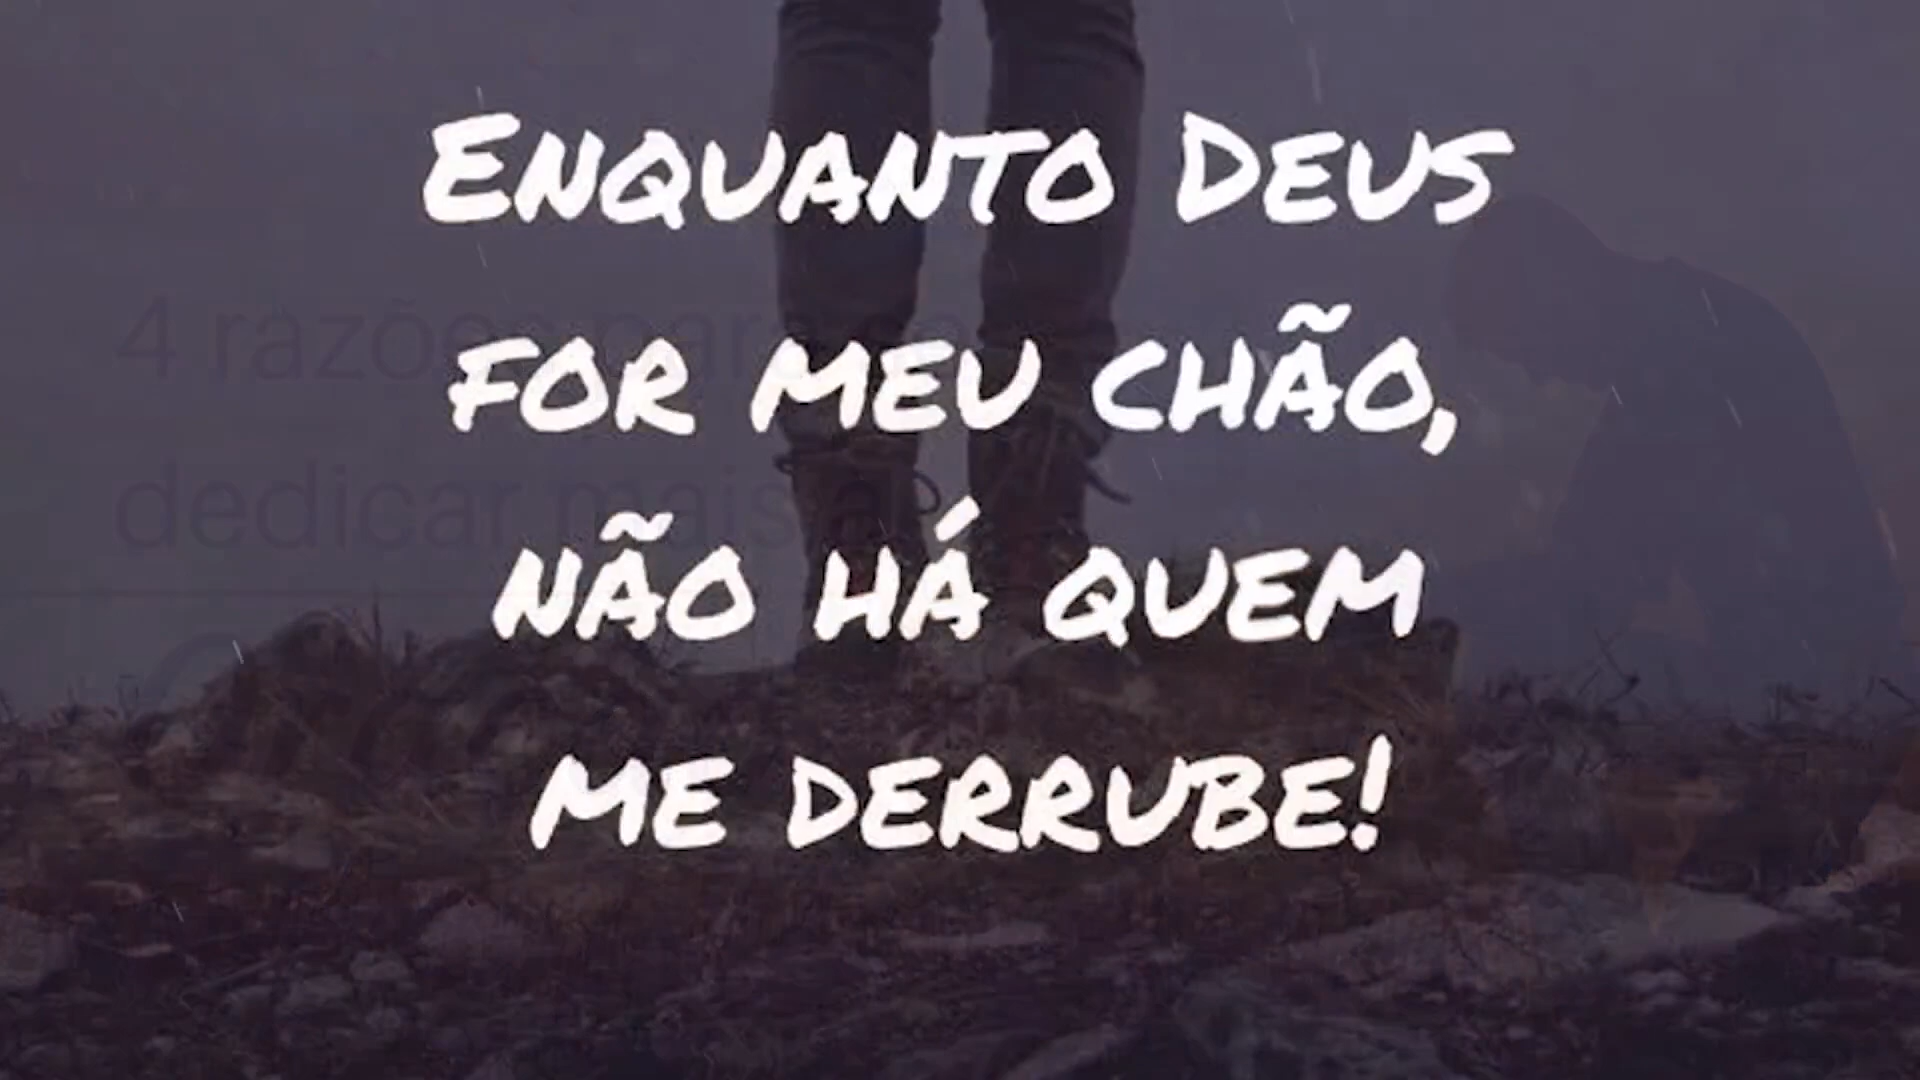 Enquanto Deus
for meu chão,
não há quem
me derrube!
4 razões para
dedicar mais